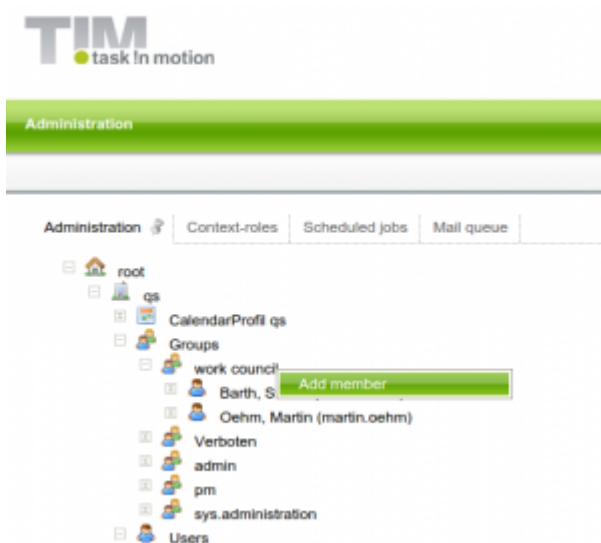 TIM
task!n motion
Administration
Administration Context-roles Scheduled jobs Mail queue
root
qs
CalendarProfil qs
Groups
work council
Add member
Barth, S
Oehm, Martin (martin.oehm)
Verboten
admin
pm
sys.administration
Users